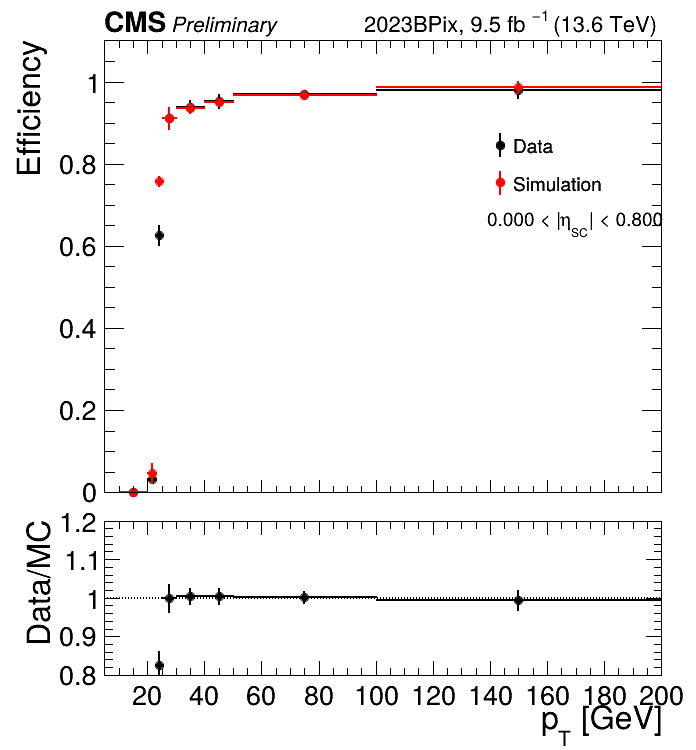 CMS Preliminary 2023BPix, 9.5 fb⁻¹ (13.6 TeV)
Efficiency
1
0.8
0.6
0.4
0.2
0
Data
Simulation
0.000 < |η_SC| < 0.800
Data/MC
1.2
1.1
1
0.9
0.8
20 40 60 80 100 120 140 160 180 200
p_T [GeV]